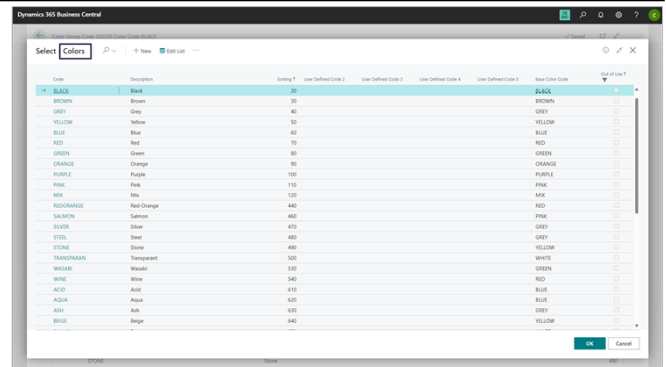 Dynamics 365 Business Central
?
C
Color Group Code 202202 Color Code BLACK
Saved
Select Colors
+ New
Edit List
...
Code Description Sorting ↑ User Defined Code 2 User Defined Code 3 User Defined Code 4 User Defined Code 5 Base Color Code Out of Use ↑
→ BLACK Black 20 BLACK
BROWN Brown 30 BROWN
GREY Grey 40 GREY
YELLOW Yellow 50 YELLOW
BLUE Blue 60 BLUE
RED Red 70 RED
GREEN Green 80 GREEN
ORANGE Orange 90 ORANGE
PURPLE Purple 100 PURPLE
PINK Pink 110 PINK
MIX Mix 120 MIX
REDORANGE Red-Orange 440 RED
SALMON Salmon 460 PINK
SILVER Silver 470 GREY
STEEL Steel 480 GREY
STONE Stone 490 YELLOW
TRANSPARAN Transparant 500 WHITE
WASABI Wasabi 530 GREEN
WINE Wine 540 RED
ACID Acid 610 BLUE
AQUA Aqua 620 BLUE
ASH Ash 630 GREY
BEIGE Beige 640 YELLOW
OK Cancel
STONE Stone 490